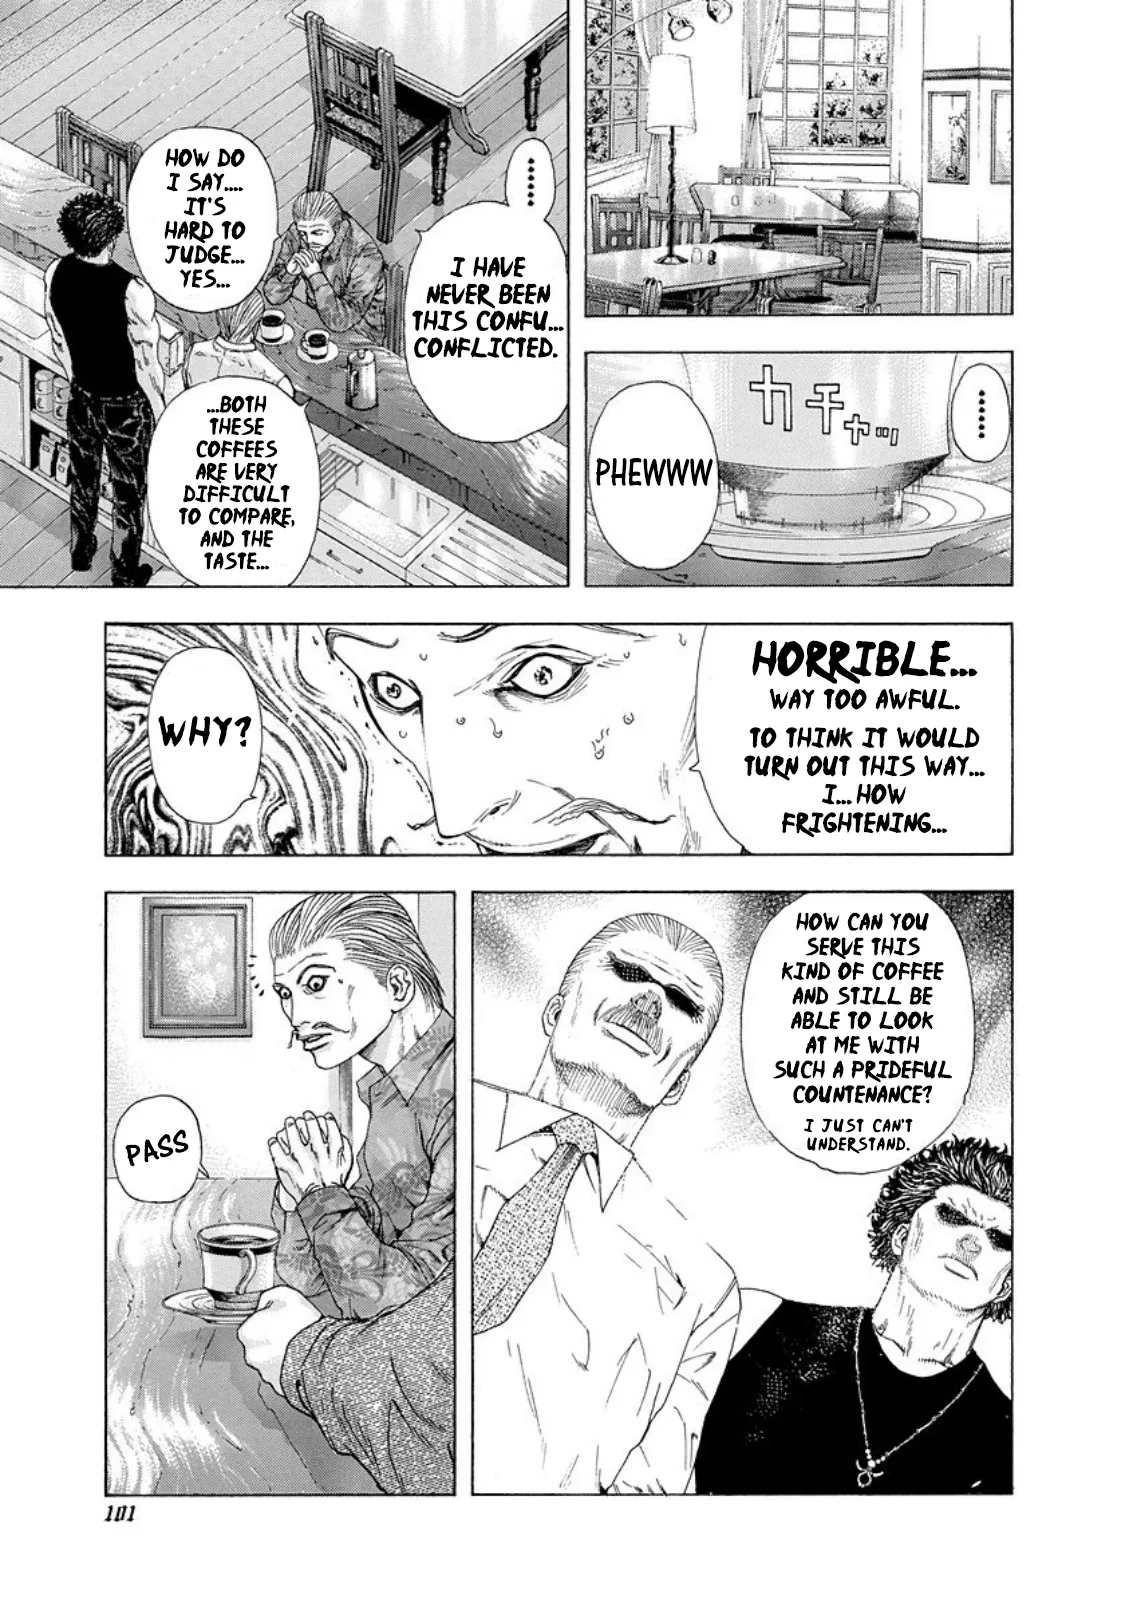 ......
カチャッ
PHEWWW
......
I HAVE
NEVER BEEN
THIS CONFU...
CONFLICTED.
HOW DO
I SAY....
IT'S
HARD TO
JUDGE...
YES...
...BOTH
THESE
COFFEES
ARE VERY
DIFFICULT
TO COMPARE,
AND THE
TASTE...
HORRIBLE...
WAY TOO AWFUL.
TO THINK IT WOULD
TURN OUT THIS WAY...
I... HOW
FRIGHTENING...
WHY?
HOW CAN YOU
SERVE THIS
KIND OF COFFEE
AND STILL BE
ABLE TO LOOK
AT ME WITH
SUCH A PRIDEFUL
COUNTENANCE?
I JUST CAN'T
UNDERSTAND.
PASS
101